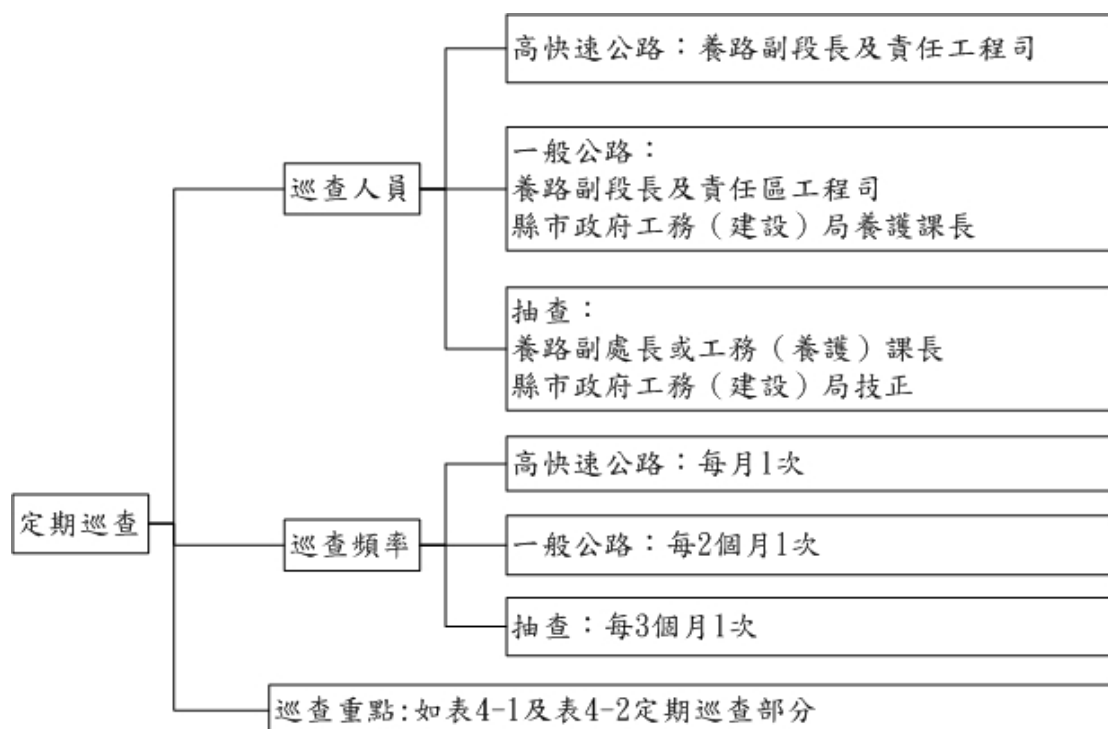 定期巡查
巡查人員
高快速公路：養路副段長及責任工程司
一般公路：
養路副段長及責任區工程司
縣市政府工務（建設）局養護課長
抽查：
養路副處長或工務（養護）課長
縣市政府工務（建設）局技正
巡查頻率
高快速公路：每月1次
一般公路：每2個月1次
抽查：每3個月1次
巡查重點:如表4-1及表4-2定期巡查部分